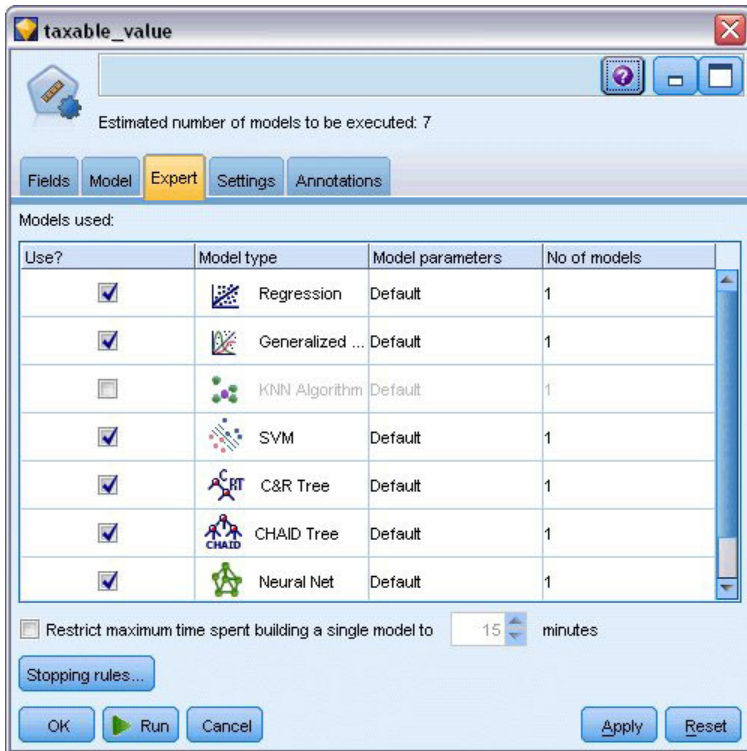 taxable_value
Estimated number of models to be executed: 7
Fields Model Expert Settings Annotations
Models used:
Use? Model type Model parameters No of models
Regression Default 1
Generalized ... Default 1
KNN Algorithm Default 1
SVM Default 1
C&RT C&R Tree Default 1
CHAID CHAID Tree Default 1
Neural Net Default 1
Restrict maximum time spent building a single model to 15 minutes
Stopping rules...
OK Run Cancel Apply Reset